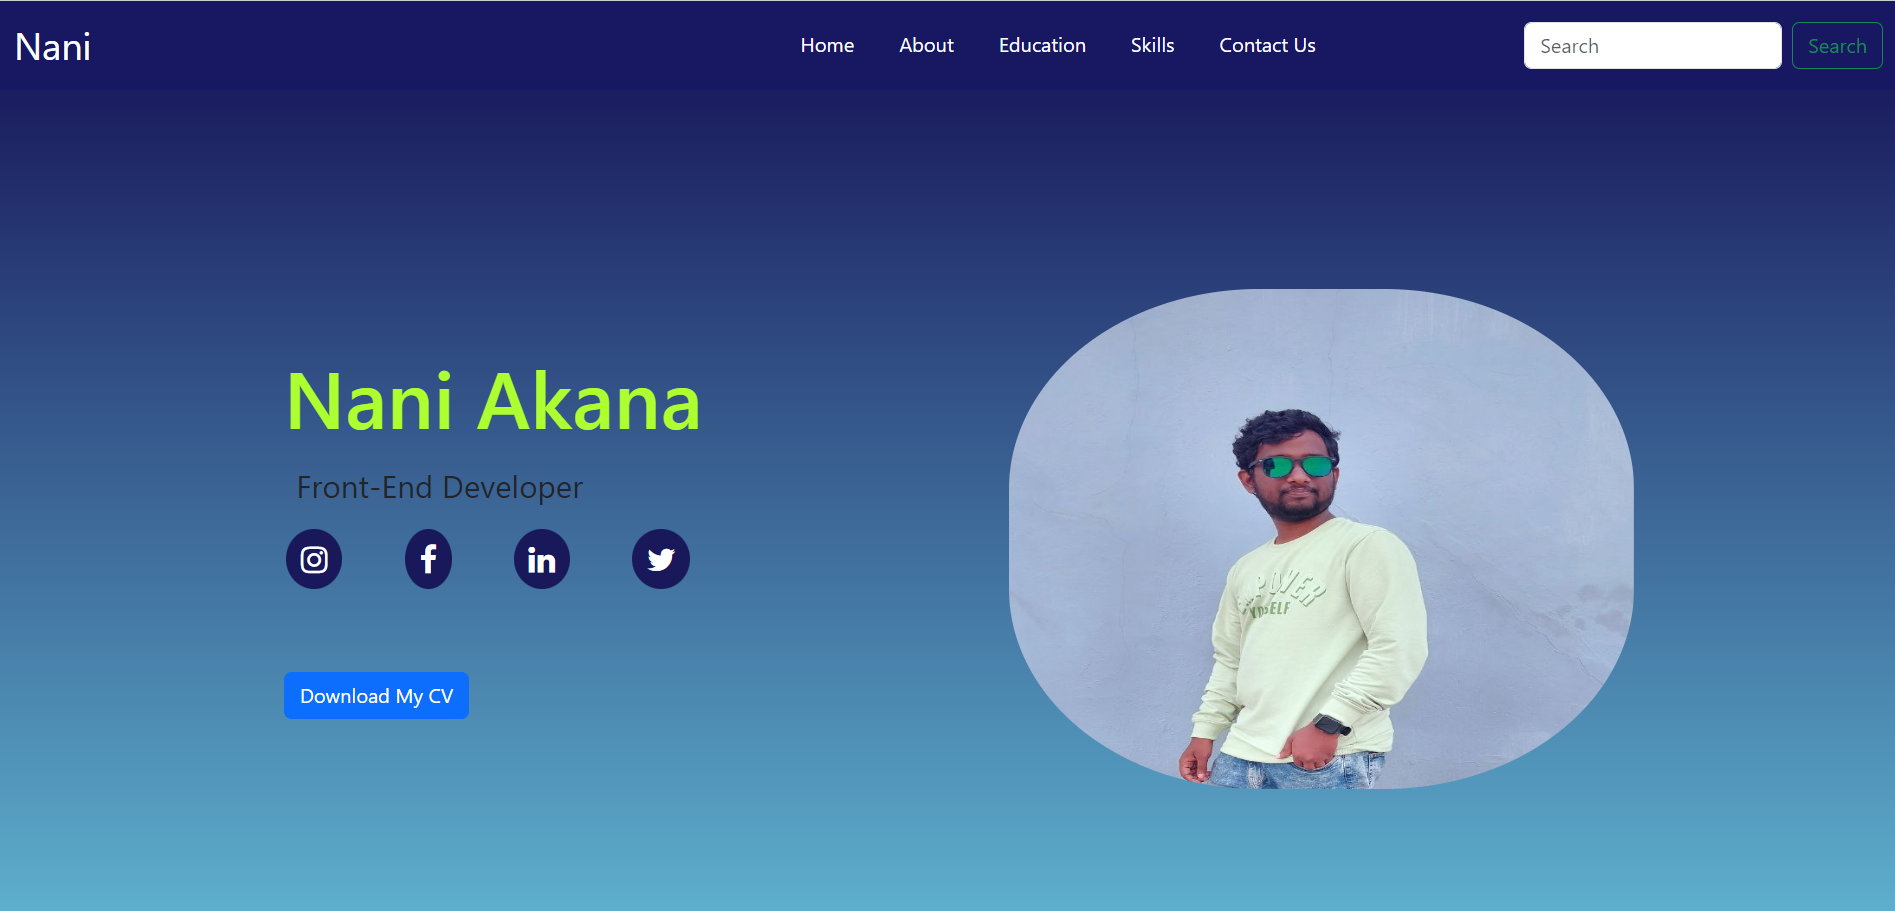 Nani
Home About Education Skills Contact Us
Search Search
Nani Akana
Front-End Developer
Download My CV